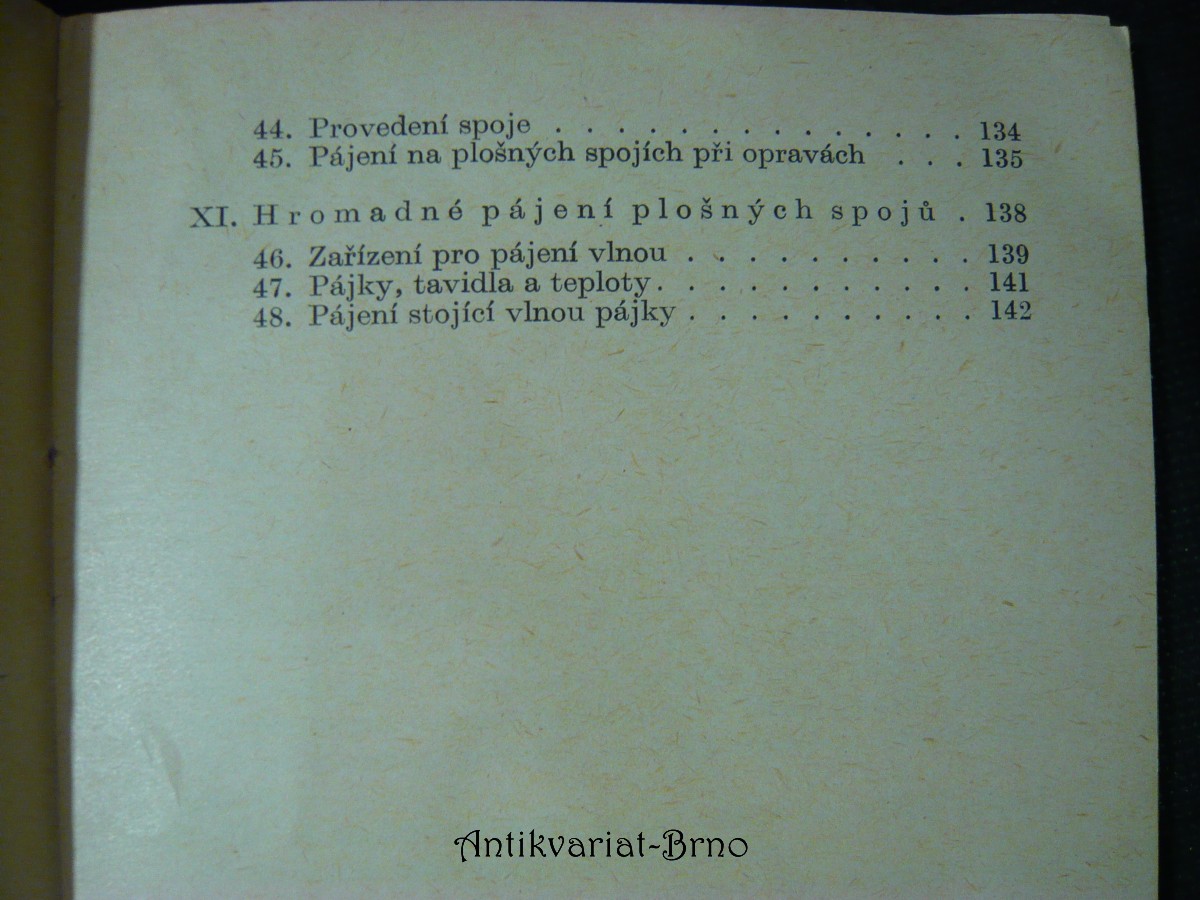 44. Provedení spoje . . . . . . . . . . . . . . 134
45. Pájení na plošných spojích při opravách . . . 135
XI. Hromadné pájení plošných spojů . 138
46. Zařízení pro pájení vlnou . . . . . . . . . . 139
47. Pájky, tavidla a teploty. . . . . . . . . . . 141
48. Pájení stojící vlnou pájky . . . . . . . . . . 142
Antikvariat-Brno